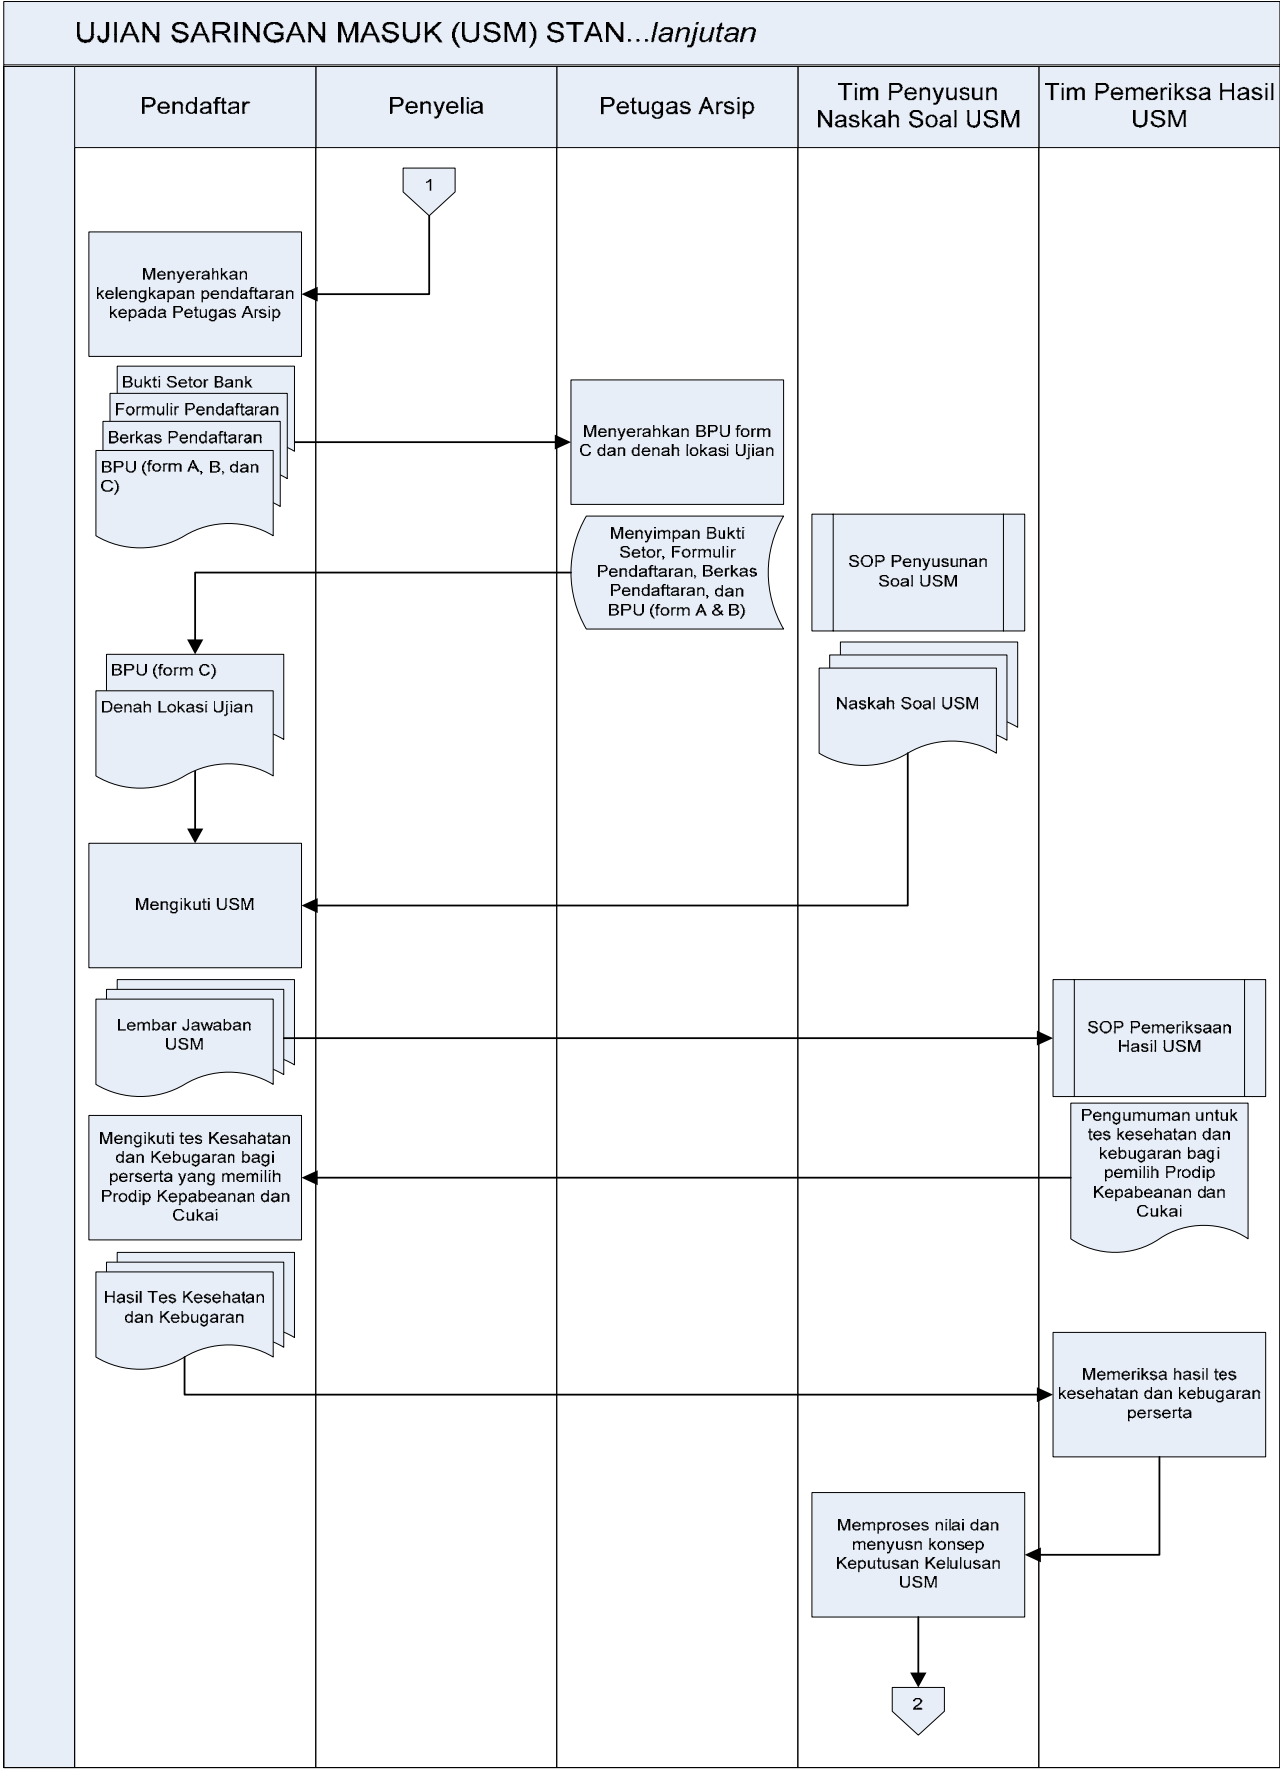 UJIAN SARINGAN MASUK (USM) STAN...lanjutan
Pendaftar
Penyelia
Petugas Arsip
Tim Penyusun
Naskah Soal USM
Tim Pemeriksa Hasil
USM
1
Menyerahkan
kelengkapan pendaftaran
kepada Petugas Arsip
Bukti Setor Bank
Formulir Pendaftaran
Berkas Pendaftaran
BPU (form A, B, dan
C)
Menyerahkan BPU form
C dan denah lokasi Ujian
Menyimpan Bukti
Setor, Formulir
Pendaftaran, Berkas
Pendaftaran, dan
BPU (form A & B)
SOP Penyusunan
Soal USM
BPU (form C)
Denah Lokasi Ujian
Naskah Soal USM
Mengikuti USM
Lembar Jawaban
USM
SOP Pemeriksaan
Hasil USM
Mengikuti tes Kesahatan
dan Kebugaran bagi
perserta yang memilih
Prodip Kepabeanan dan
Cukai
Pengumuman untuk
tes kesehatan dan
kebugaran bagi
pemilih Prodip
Kepabeanan dan
Cukai
Hasil Tes Kesehatan
dan Kebugaran
Memeriksa hasil tes
kesehatan dan kebugaran
perserta
Memproses nilai dan
menyusn konsep
Keputusan Kelulusan
USM
2